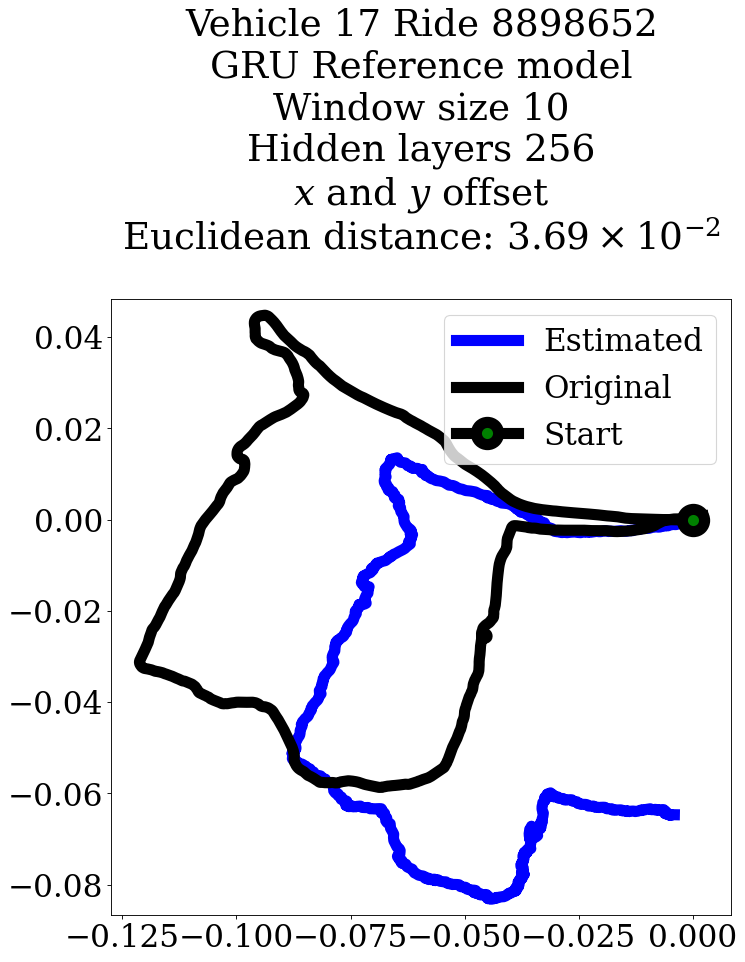 Vehicle 17 Ride 8898652
GRU Reference model
Window size 10
Hidden layers 256
x and y offset
Euclidean distance: 3.69 × 10⁻²
Estimated
Original
Start
0.04
0.02
0.00
−0.02
−0.04
−0.06
−0.08
−0.125 −0.100 −0.075 −0.050 −0.025 0.000